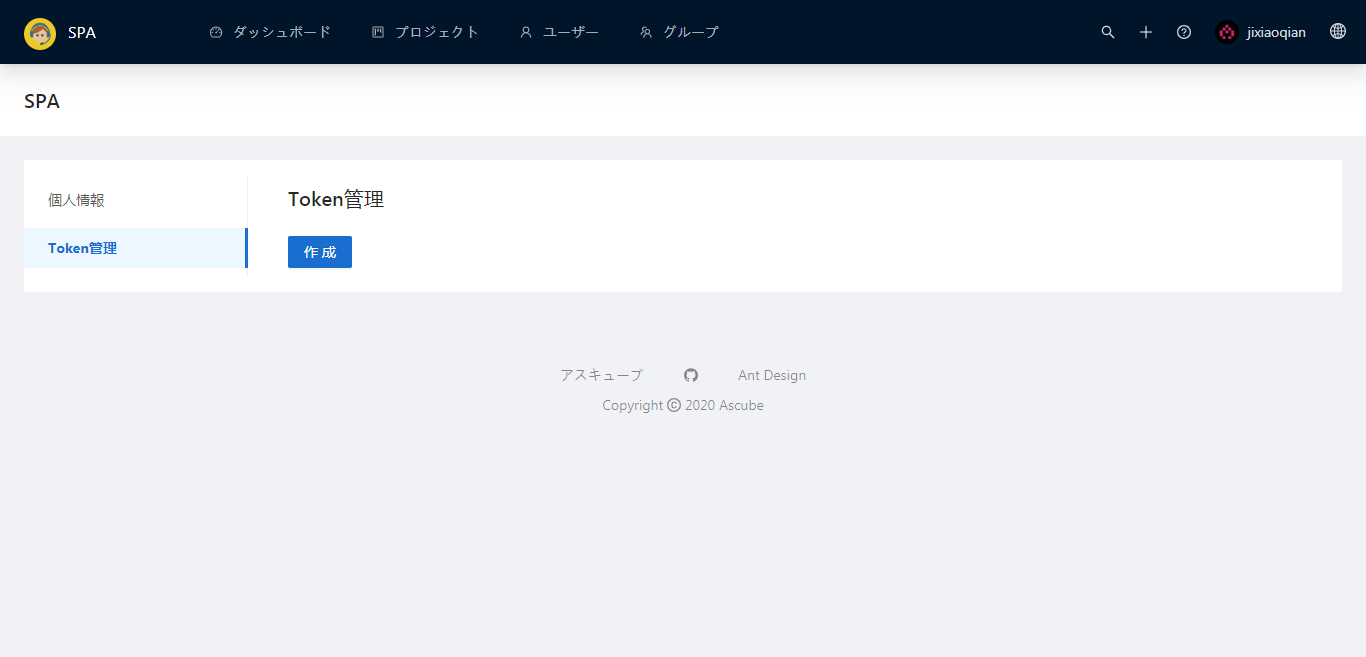 SPA ダッシュボード プロジェクト ユーザー グループ jixiaoqian
SPA
個人情報
Token管理
Token管理
作 成
アスキューブ Ant Design
Copyright © 2020 Ascube